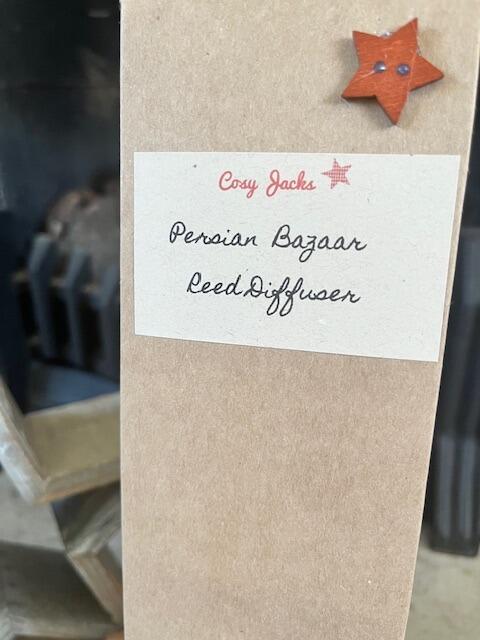 Cosy Jacks
Persian Bazaar
Reed Diffuser